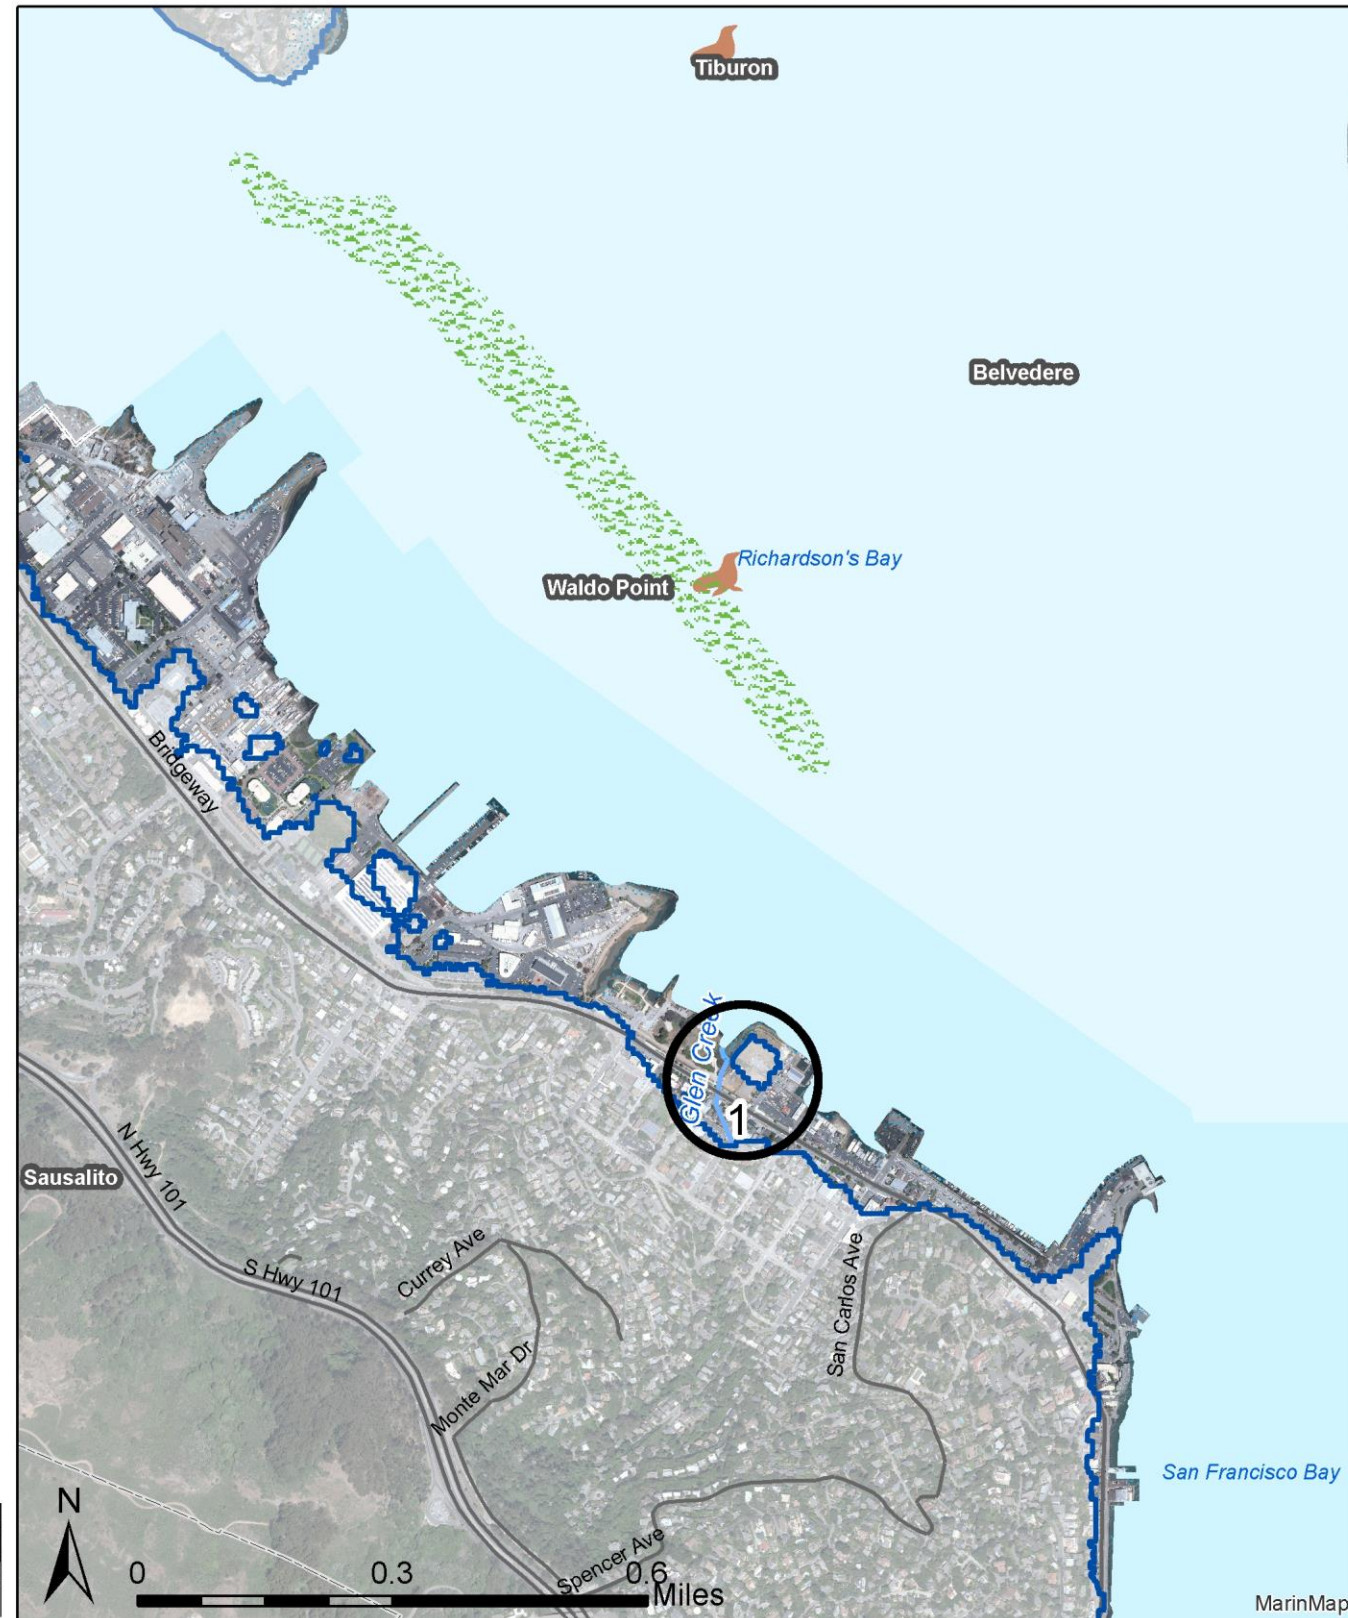 Tiburon
Belvedere
Richardson's Bay
Waldo Point
Bridgeway
Glen Creek
1
N Hwy 101
Sausalito
S Hwy 101
Currey Ave
San Carlos Ave
Monte Mar Dr
San Francisco Bay
N
Spencer Ave
0 0.3 0.6
Miles
MarinMap